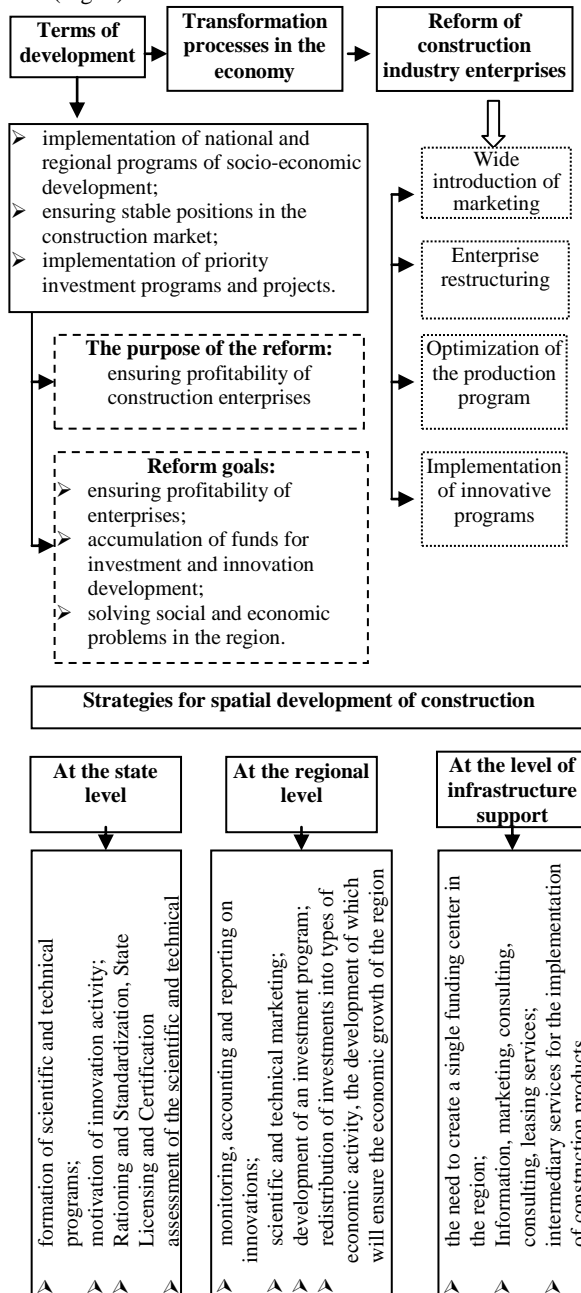 Terms of
development
Transformation
processes in the
economy
Reform of
construction
industry enterprises
➢ implementation of national and
regional programs of socio-economic
development;
➢ ensuring stable positions in the
construction market;
➢ implementation of priority
investment programs and projects.
The purpose of the reform:
ensuring profitability of
construction enterprises
Reform goals:
➢ ensuring profitability of
enterprises;
➢ accumulation of funds for
investment and innovation
development;
➢ solving social and economic
problems in the region.
Wide
introduction of
marketing
Enterprise
restructuring
Optimization of
the production
program
Implementation
of innovative
programs
Strategies for spatial development of construction
At the state
level
➢ formation of scientific and technical
programs;
➢ motivation of innovation activity;
➢ Rationing and Standardization, State
Licensing and Certification
➢ assessment of the scientific and technical
At the regional
level
➢ monitoring, accounting and reporting on
innovations;
➢ scientific and technical marketing;
➢ development of an investment program;
➢ redistribution of investments into types of
economic activity, the development of which
will ensure the economic growth of the region
At the level of
infrastructure
support
➢ the need to create a single funding center in
the region;
➢ Information, marketing, consulting,
consulting, leasing services;
➢ intermediary services for the implementation
of construction products